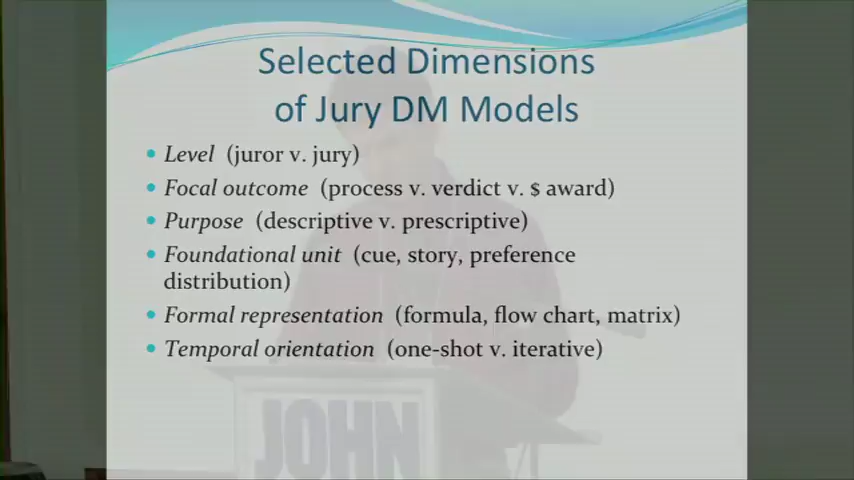 Selected Dimensions
of Jury DM Models
• Level (juror v. jury)
• Focal outcome (process v. verdict v. $ award)
• Purpose (descriptive v. prescriptive)
• Foundational unit (cue, story, preference
distribution)
• Formal representation (formula, flow chart, matrix)
• Temporal orientation (one-shot v. iterative)
JOHN